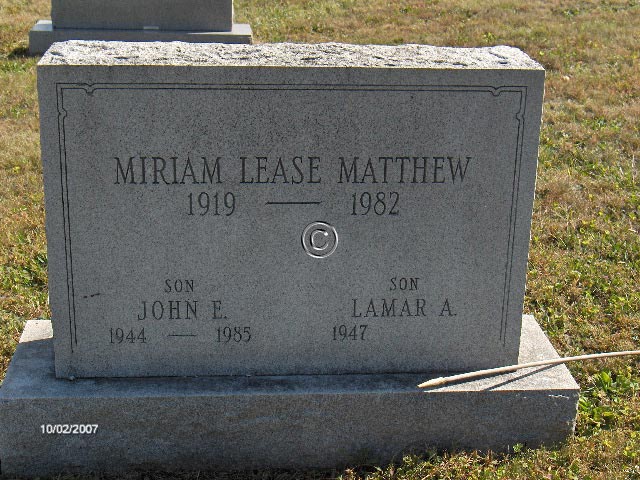 MIRIAM LEASE MATTHEW
1919 — 1982
©
SON
JOHN E.
1944 — 1985
SON
LAMAR A.
1947
10/02/2007